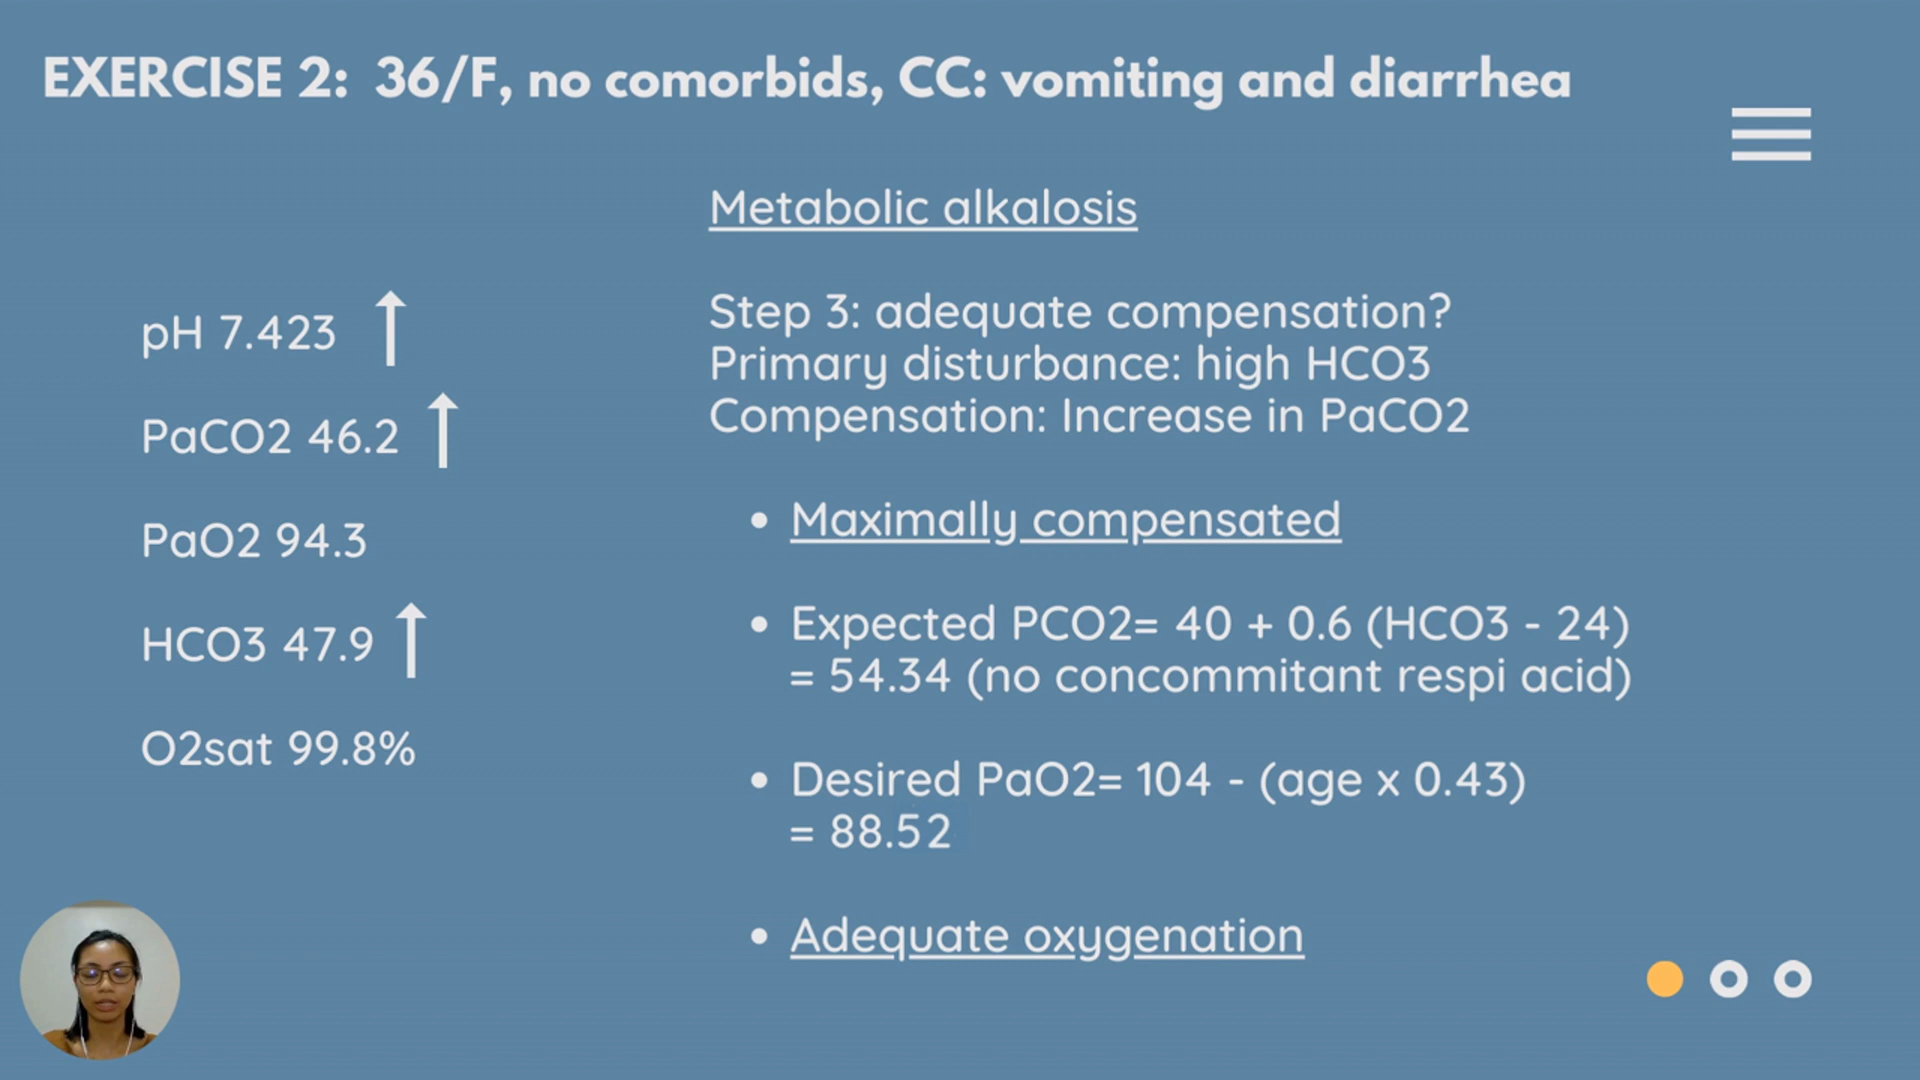 EXERCISE 2: 36/F, no comorbids, CC: vomiting and diarrhea
Metabolic alkalosis
pH 7.423
PaCO2 46.2
PaO2 94.3
HCO3 47.9
O2sat 99.8%
Step 3: adequate compensation?
Primary disturbance: high HCO3
Compensation: Increase in PaCO2
• Maximally compensated
• Expected PCO2= 40 + 0.6 (HCO3 - 24)
= 54.34 (no concommitant respi acid)
• Desired PaO2= 104 - (age x 0.43)
= 88.52
• Adequate oxygenation